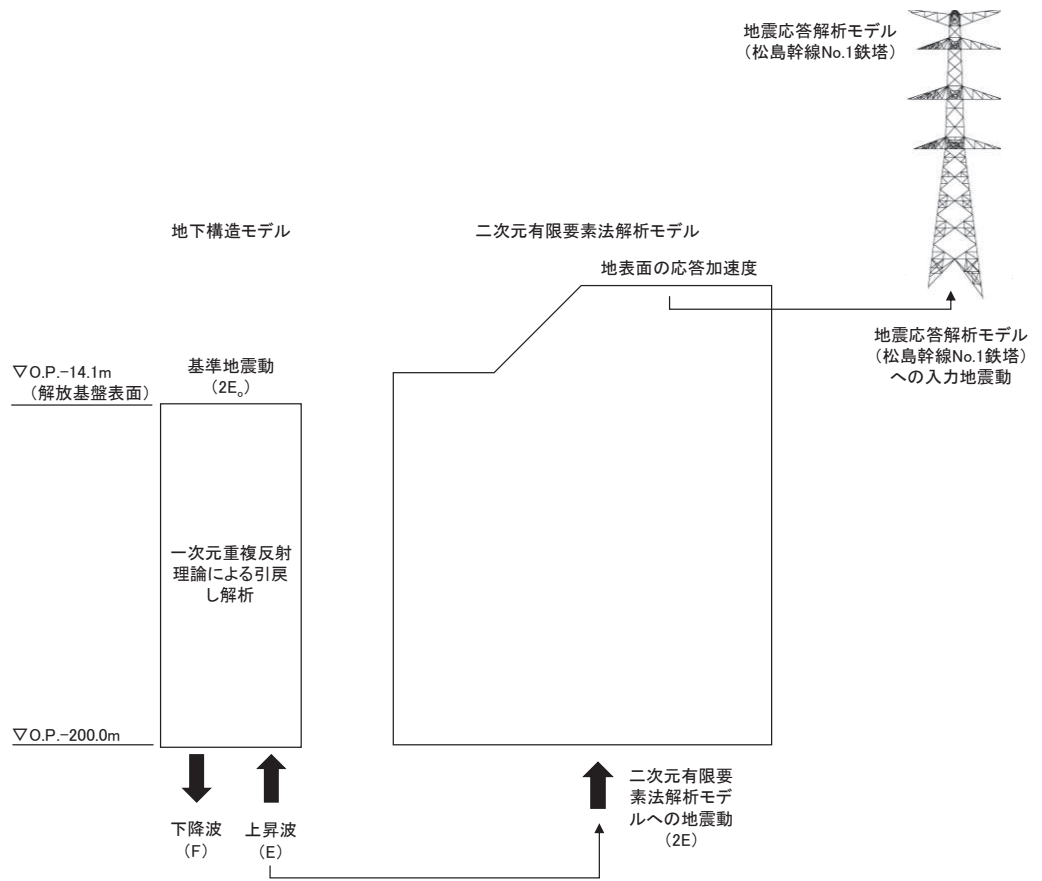 地震応答解析モデル
（松島幹線No.1鉄塔）
地下構造モデル
二次元有限要素法解析モデル
地表面の応答加速度
地震応答解析モデル
（松島幹線No.1鉄塔）
への入力地震動
▽O.P.-14.1m
（解放基盤表面）
基準地震動
（2E₀）
一次元重複反射
理論による引戻
し解析
▽O.P.-200.0m
下降波
（F）
上昇波
（E）
二次元有限要
素法解析モデ
ルへの地震動
（2E）